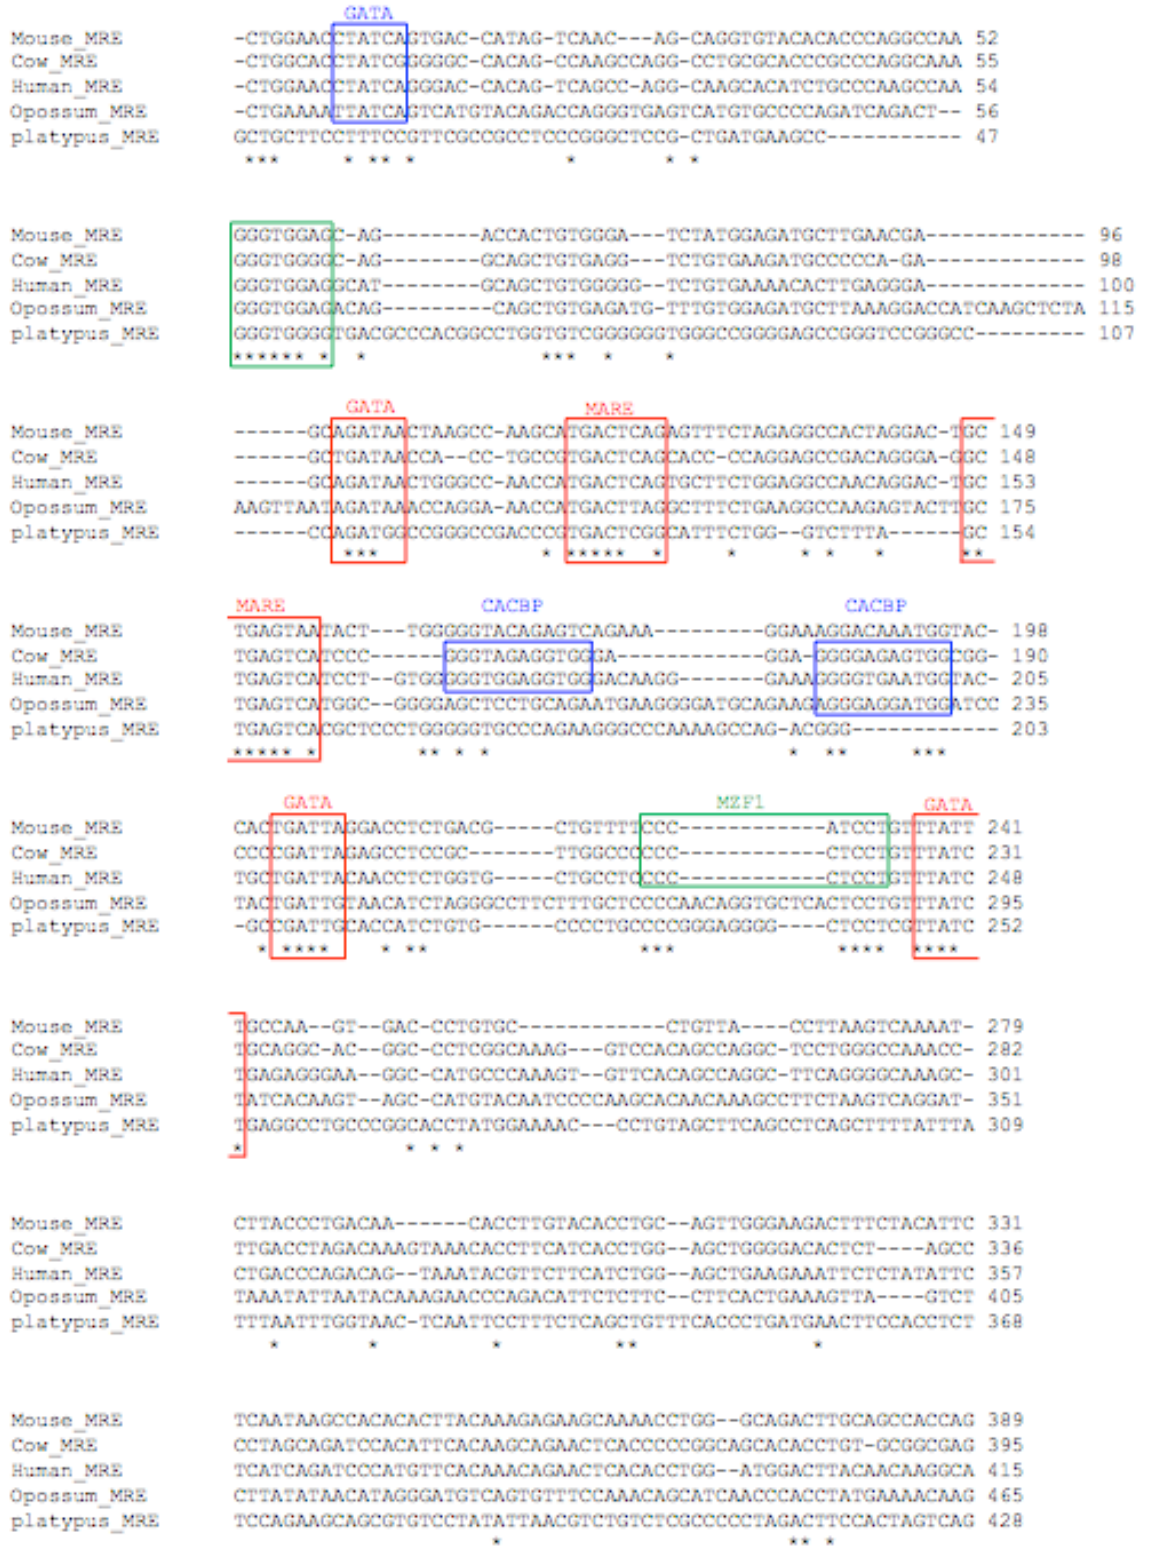 GATA
Mouse_MRE -CTGGAACCTATCAGTGAC-CATAG-TCAAC---AG-CAGGTGTACACACCCAGGCCAA 52
Cow_MRE -CTGGCACCTATCGGGGGC-CACAG-CCAAGCCAGG-CCTGCGCACCCGCCCAGGCAAA 55
Human_MRE -CTGGAACCTATCAGGGAC-CACAG-TCAGCC-AGG-CAAGCACATCTGCCCAAGCCAA 54
Opossum_MRE -CTGAAAATTATCAGTCATGTACAGACCAGGGTGAGTCATGTGCCCCAGATCAGACT-- 56
platypus_MRE GCTGCTTCCTTTCCGTTCGCCGCCTCCCGGGCTCCG-CTGATGAAGCC----------- 47
*** * ** * * * *
Mouse_MRE GGGTGGAGC-AG--------ACCACTGTGGGA---TCTATGGAGATGCTTGAACGA------------- 96
Cow_MRE GGGTGGGGC-AG--------GCAGCTGTGAGG---TCTGTGAAGATGCCCCCA-GA------------- 98
Human_MRE GGGTGGAGGCAT--------GCAGCTGTGGGGG--TCTGTGAAAACACTTGAGGGA------------- 100
Opossum_MRE GGGTGGAGACAG---------CAGCTGTGAGATG-TTTGTGGAGATGCTTAAAGGACCATCAAGCTCTA 115
platypus_MRE GGGTGGGGTGACGCCCACGGCCTGGTGTCGGGGGGTGGGCCGGGGAGCCGGGTCCGGGCC--------- 107
****** * * *** * *
GATA MARE
Mouse_MRE ------GCAGATAACTAAGCC-AAGCATGACTCAGAGTTTCTAGAGGCCACTAGGAC-TGC 149
Cow_MRE ------GCTGATAACCA--CC-TGCCGTGACTCAGCACC-CCAGGAGCCGACAGGGA-GGC 148
Human_MRE ------GCAGATAACTGGGCC-AACCATGACTCAGTGCTTCTGGAGGCCAACAGGAC-TGC 153
Opossum_MRE AAGTTAATAGATAAACCAGGA-AACCATGACTTAGGCTTTCTGAAGGCCAAGAGTACTTGC 175
platypus_MRE ------CCAGATGGCCGGGCCGACCCGTGACTCGGCATTTCTGG--GTCTTTA------GC 154
*** * ***** * * * * * **
MARE CACBP CACBP
Mouse_MRE TGAGTAATACT---TGGGGGTACAGAGTCAGAAA---------GGAAAGGACAAATGGTAC- 198
Cow_MRE TGAGTCATCCC------GGGTAGAGGTGGGA------------GGA-GGGGAGAGTGGCGG- 190
Human_MRE TGAGTCATCCT--GTGGGGGTGGAGGTGGGACAAGG-------GAAAGGGGTGAATGGTAC- 205
Opossum_MRE TGAGTCATGGC--GGGGAGCTCCTGCAGAATGAAGGGGATGCAGAAGAGGGAGGATGGATCC 235
platypus_MRE TGAGTCACGCTCCCTGGGGGTGCCCAGAAGGGCCCAAAAGCCAG-ACGGG------------ 203
***** * ** * * * ** ***
GATA MZF1 GATA
Mouse_MRE CACTGATTAGGACCTCTGACG-----CTGTTTTCCC------------ATCCTGTTTATT 241
Cow_MRE CCCCGATTAGAGCCTCCGC-------TTGGCCCCCC------------CTCCTGTTTATC 231
Human_MRE TGCTGATTACAACCTCTGGTG-----CTGCCTCCCC------------CTCCTGTTTATC 248
Opossum_MRE TACTGATTGTAACATCTAGGGCCTTCTTTGCTCCCCAACAGGTGCTCACTCCTGTTTATC 295
platypus_MRE -GCCGATTGCACCATCTGTG------CCCCTGCCCCGGGAGGGG----CTCCTCGTTATC 252
* **** * ** *** **** ****
Mouse_MRE TGCCAA--GT--GAC-CCTGTGC------------CTGTTA----CCTTAAGTCAAAAT- 279
Cow_MRE TGCAGGC-AC--GGC-CCTCGGCAAAG---GTCCACAGCCAGGC-TCCTGGGCCAAACC- 282
Human_MRE TGAGAGGGAA--GGC-CATGCCCAAAGT--GTTCACAGCCAGGC-TTCAGGGGCAAAGC- 301
Opossum_MRE TATCACAAGT--AGC-CATGTACAATCCCCAAGCACAACAAAGCCTTCTAAGTCAGGAT- 351
platypus_MRE TGAGGCCTGCCCGGCACCTATGGAAAAC---CCTGTAGCTTCAGCCTCAGCTTTTATTTA 309
* * * *
Mouse_MRE CTTACCCTGACAA------CACCTTGTACACCTGC--AGTTGGGAAGACTTTCTACATTC 331
Cow_MRE TTGACCTAGACAAAGTAAACACCTTCATCACCTGG--AGCTGGGGACACTCT----AGCC 336
Human_MRE CTGACCCAGACAG--TAAATACGTTCTTCATCTGG--AGCTGAAGAAATTCTCTATATTC 357
Opossum_MRE TAAATATTAATACAAAGAACCCAGACATTCTCTTC--CTTCACTGAAAGTTA----GTCT 405
platypus_MRE TTTAATTTGGTAAC-TCAATTCCTTTCTCAGCTGTTTCACCCTGATGAACTTCCACCTCT 368
* * * ** *
Mouse_MRE TCAATAAGCCACACACTTACAAAGAGAAGCAAAACCTGG--GCAGACTTGCAGCCACCAG 389
Cow_MRE CCTAGCAGATCCACATTCACAAGCAGAACTCACCCCCGGCAGCACACCTGT-GCGGCGAG 395
Human_MRE TCATCAGATCCCATGTTCACAAACAGAACTCACACCTGG--ATGGACTTACAACAAGGCA 415
Opossum_MRE CTTATATAACATAGGGATGTCAGTGTTTCCAAACAGCATCAACCCACCTATGAAAACAAG 465
platypus_MRE TCCAGAAGCAGCGTGTCCTATATTAACGTCTGTCTCGCCCCCTAGACTTCCACTAGTCAG 428
* ** *